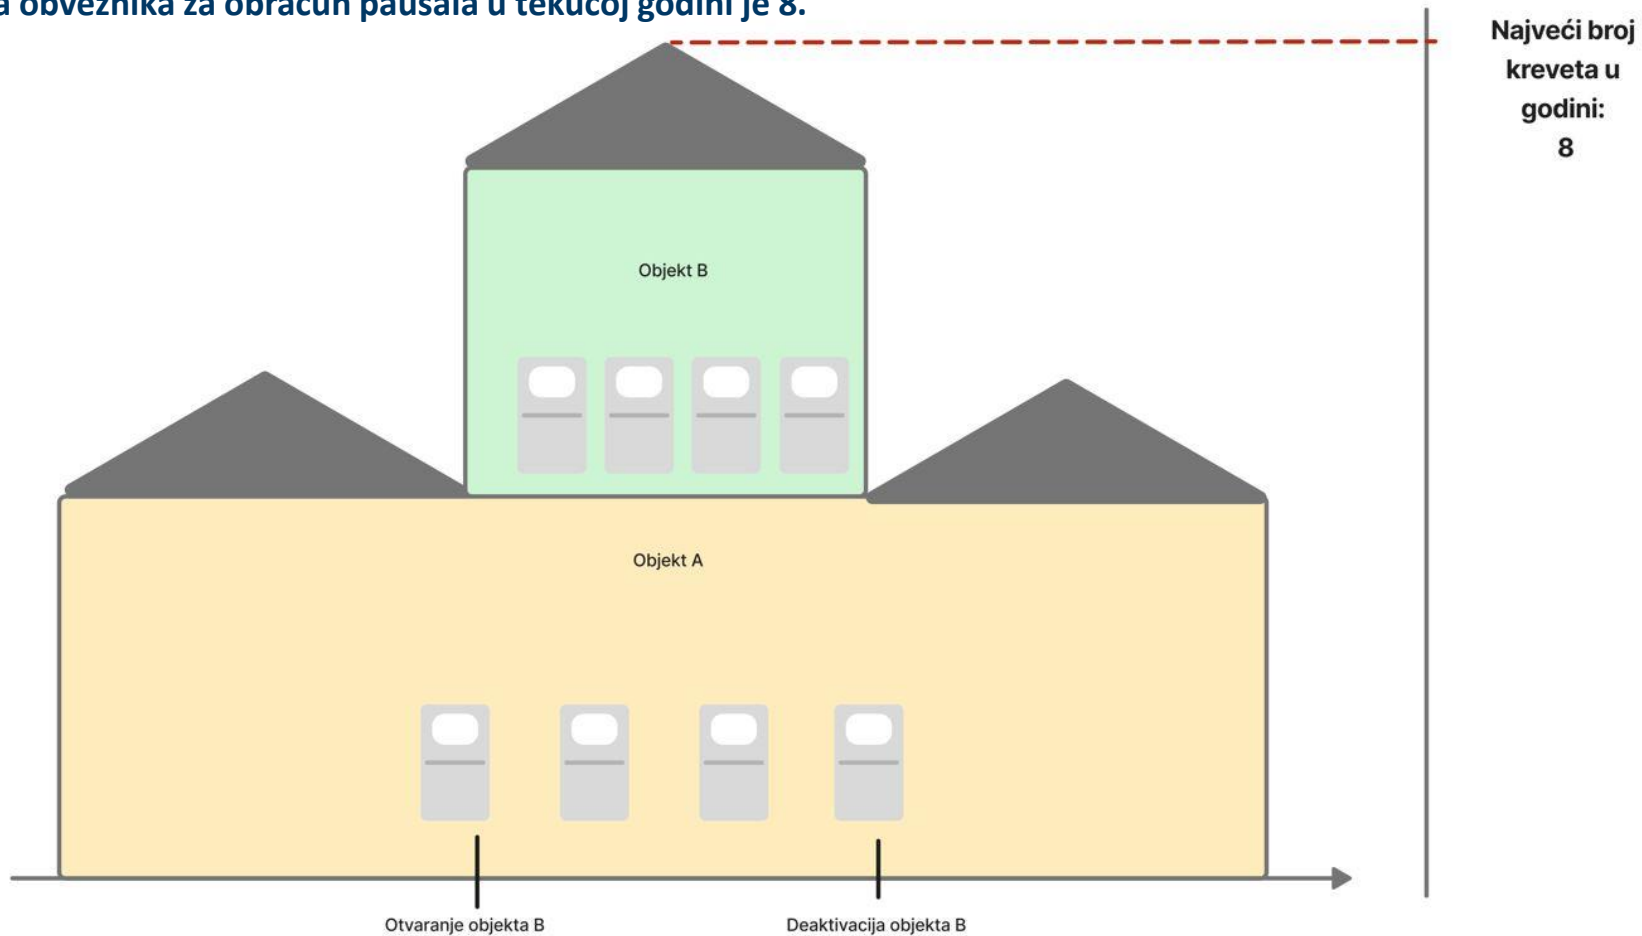 a obveznika za obračun paušala u tekućoj godini je 8.
Najveći broj
kreveta u
godini:
8
Objekt B
Objekt A
Otvaranje objekta B
Deaktivacija objekta B